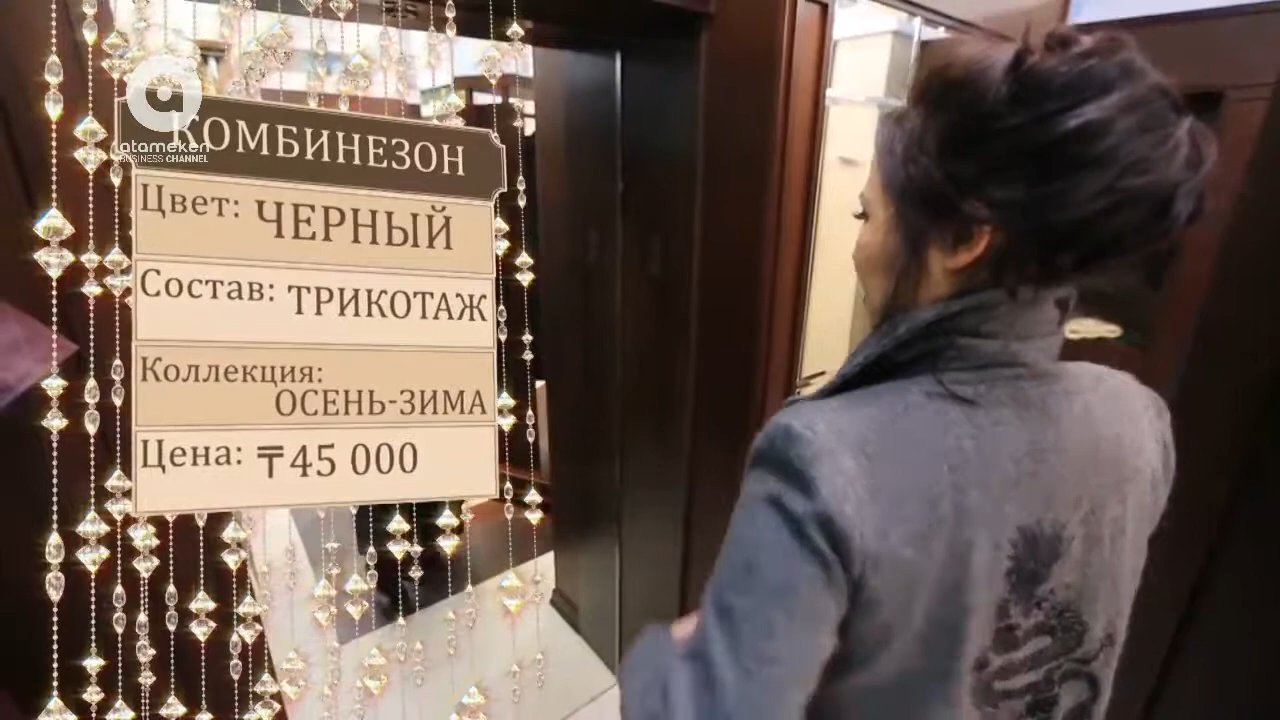 atameken
BUSINESS CHANNEL
КОМБИНЕЗОН
Цвет: ЧЕРНЫЙ
Состав: ТРИКОТАЖ
Коллекция:
ОСЕНЬ-ЗИМА
Цена: ₸45 000